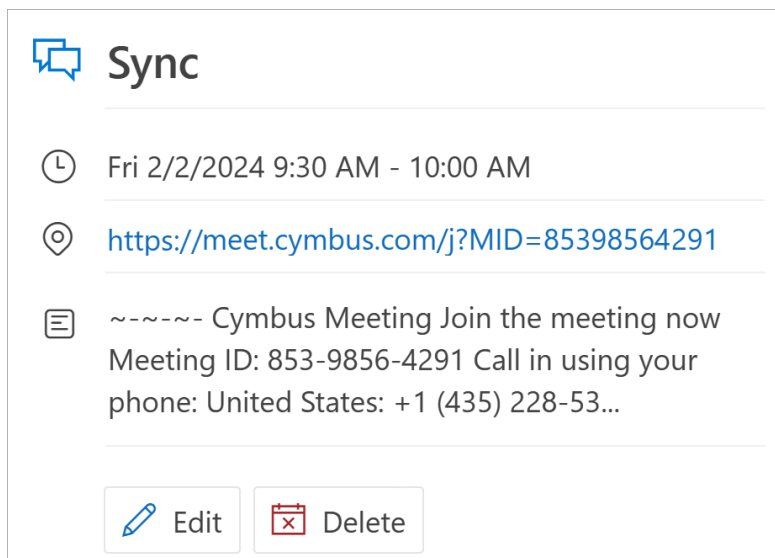 Sync
Fri 2/2/2024 9:30 AM - 10:00 AM
https://meet.cymbus.com/j?MID=85398564291
~-~-~- Cymbus Meeting Join the meeting now
Meeting ID: 853-9856-4291 Call in using your
phone: United States: +1 (435) 228-53...
Edit
Delete